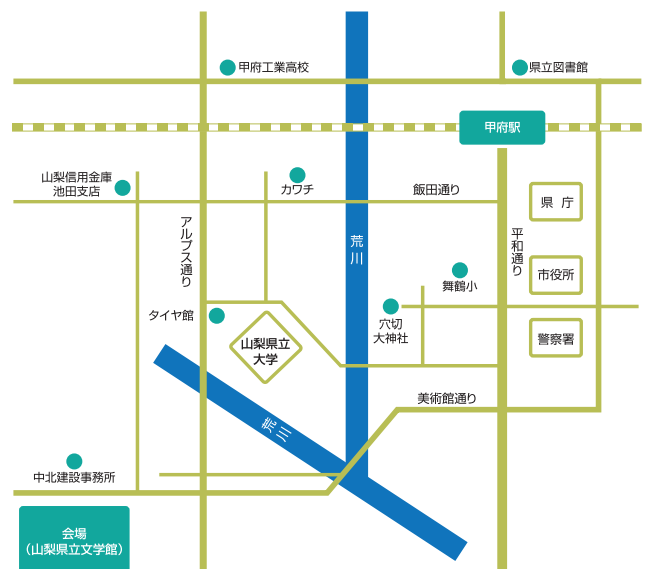 甲府工業高校
県立図書館
甲府駅
山梨信用金庫
池田支店
カワチ
飯田通り
県 庁
アルプス通り
荒川
平和通り
舞鶴小
市役所
タイヤ館
穴切
大神社
山梨県立
大学
警察署
美術館通り
荒川
中北建設事務所
会場
（山梨県立文学館）